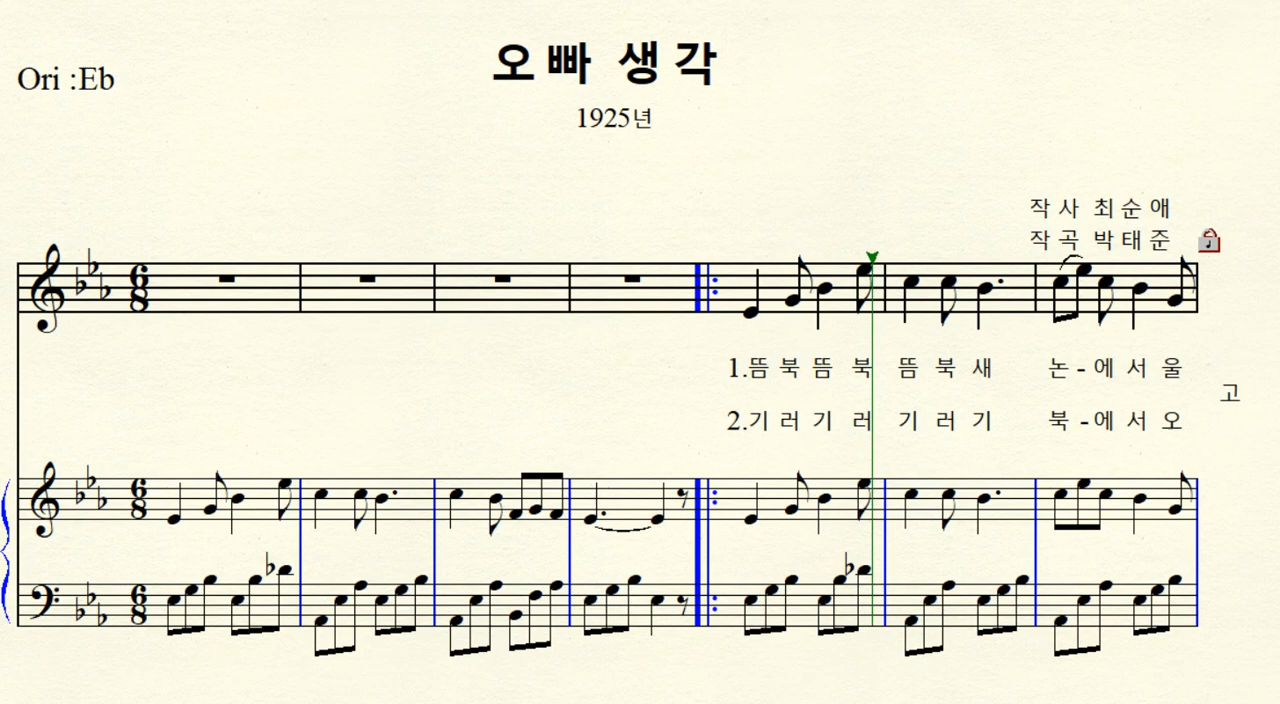 오빠 생각
Ori :Eb
1925년
작사 최순애
작곡 박태준
1.뜸 북 뜸 북 뜸 북 새 논 - 에 서 울
고
2.기 러 기 러 기 러 기 북 - 에 서 오